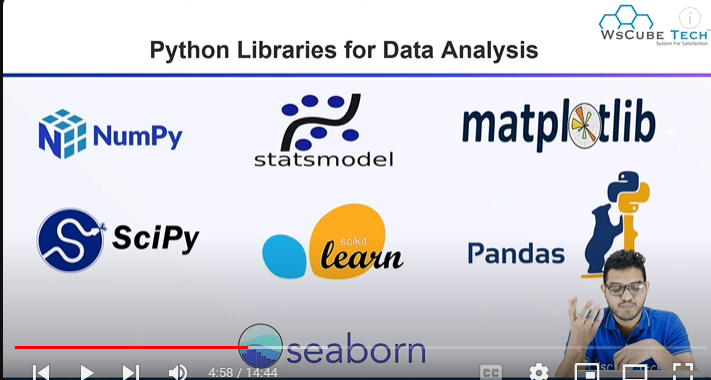 WsCube Tech
System For Satisfaction
Python Libraries for Data Analysis
NumPy
statsmodel
matplotlib
SciPy
scikit
learn
Pandas
seaborn
4:58 / 14:44
CC